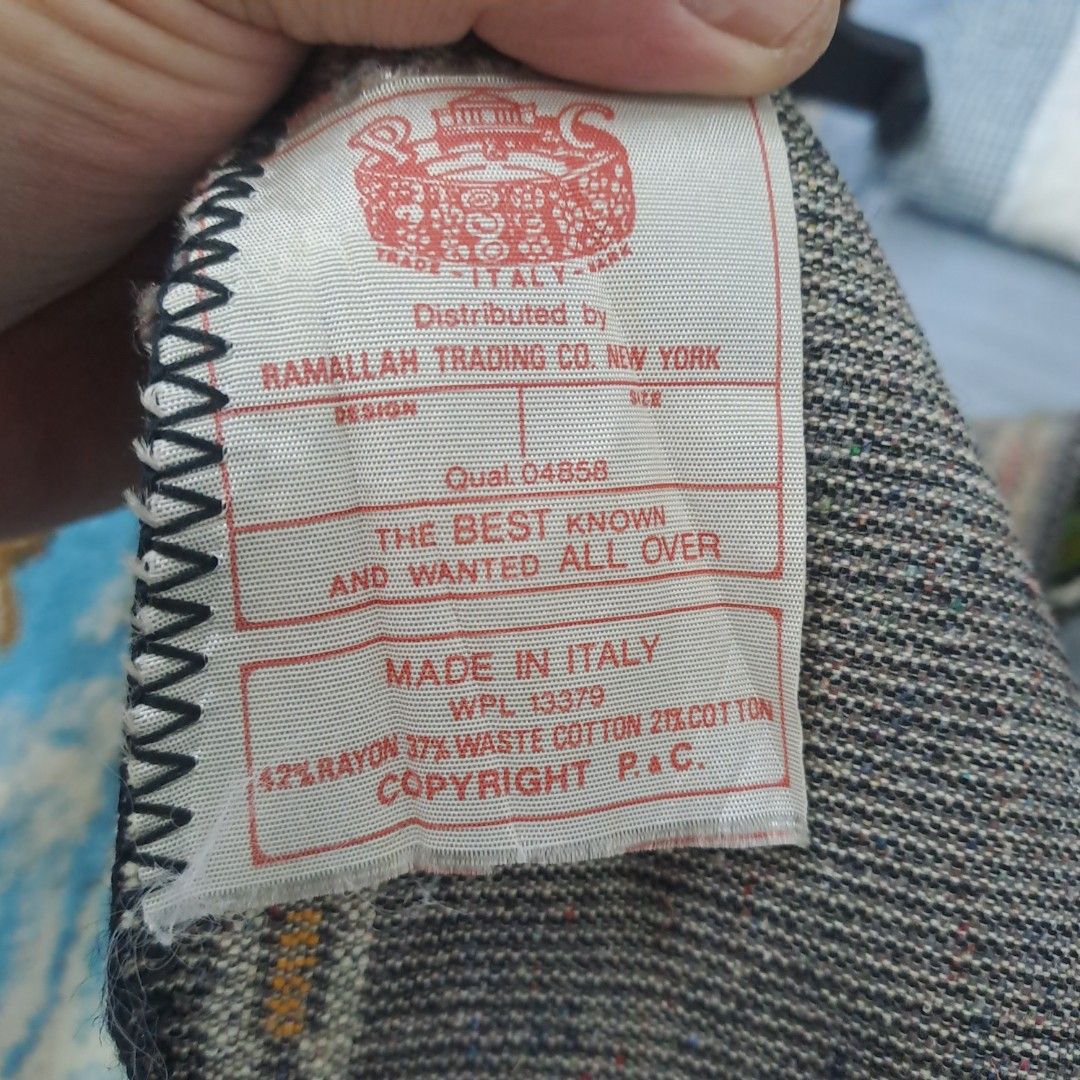 P C
TRADE - ITALY - MARK
Distributed by
RAMALLAH TRADING CO. NEW YORK
DESIGN SIZE
Qual. 04858
THE BEST KNOWN
AND WANTED ALL OVER
MADE IN ITALY
WPL 13379
42% RAYON 37% WASTE COTTON 21% COTTON
COPYRIGHT P. & C.